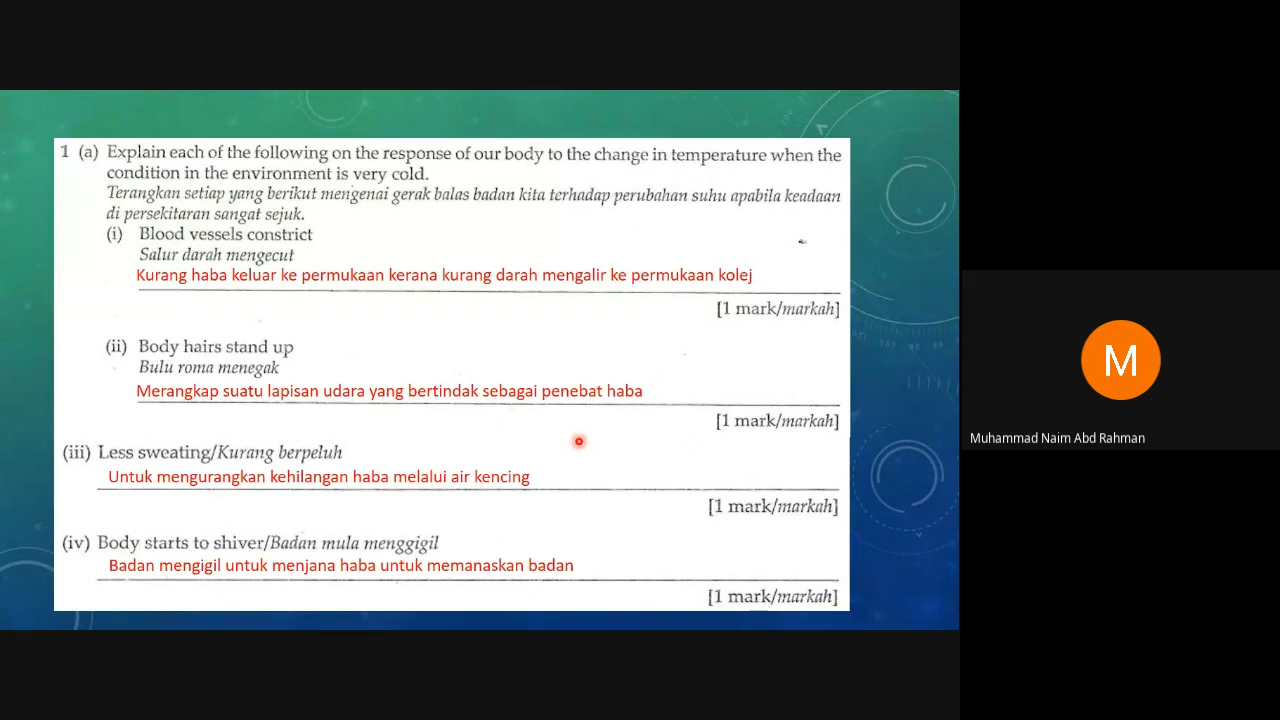 1 (a) Explain each of the following on the response of our body to the change in temperature when the
condition in the environment is very cold.
Terangkan setiap yang berikut mengenai gerak balas badan kita terhadap perubahan suhu apabila keadaan
di persekitaran sangat sejuk.
(i) Blood vessels constrict
Salur darah mengecut
Kurang haba keluar ke permukaan kerana kurang darah mengalir ke permukaan kolej
[1 mark/markah]
(ii) Body hairs stand up
Bulu roma menegak
Merangkap suatu lapisan udara yang bertindak sebagai penebat haba
[1 mark/markah]
(iii) Less sweating/Kurang berpeluh
Untuk mengurangkan kehilangan haba melalui air kencing
[1 mark/markah]
(iv) Body starts to shiver/Badan mula menggigil
Badan mengigil untuk menjana haba untuk memanaskan badan
[1 mark/markah]
M
Muhammad Naim Abd Rahman